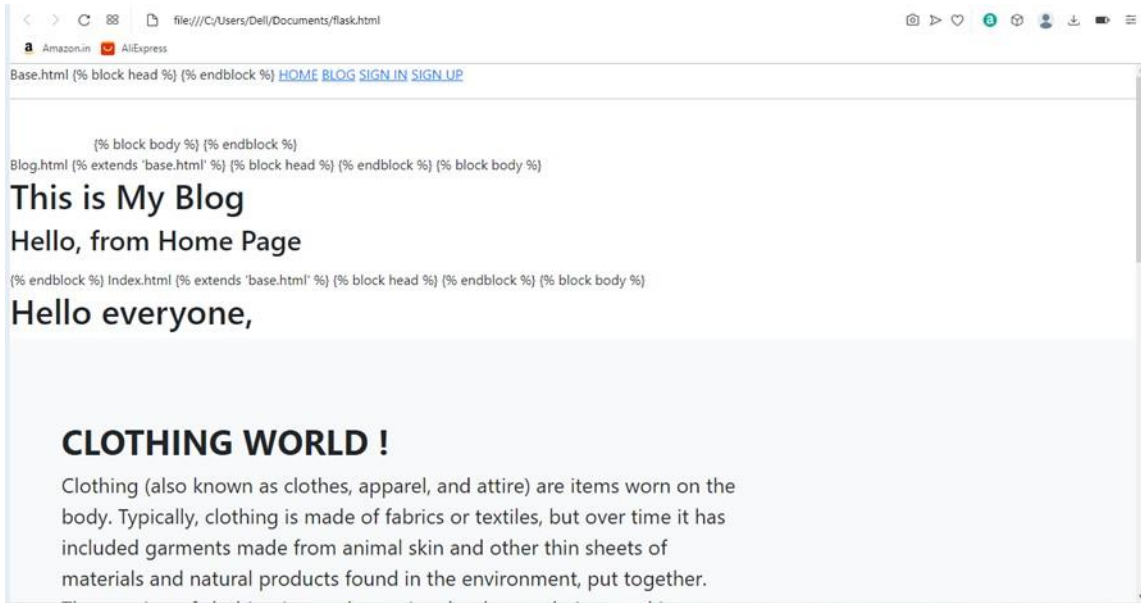 file:///C:/Users/Dell/Documents/flask.html
a Amazon.in AliExpress
Base.html {% block head %} {% endblock %} HOME BLOG SIGN IN SIGN UP
{% block body %} {% endblock %}
Blog.html {% extends 'base.html' %} {% block head %} {% endblock %} {% block body %}
This is My Blog
Hello, from Home Page
{% endblock %} Index.html {% extends 'base.html' %} {% block head %} {% endblock %} {% block body %}
Hello everyone,
CLOTHING WORLD !
Clothing (also known as clothes, apparel, and attire) are items worn on the
body. Typically, clothing is made of fabrics or textiles, but over time it has
included garments made from animal skin and other thin sheets of
materials and natural products found in the environment, put together.